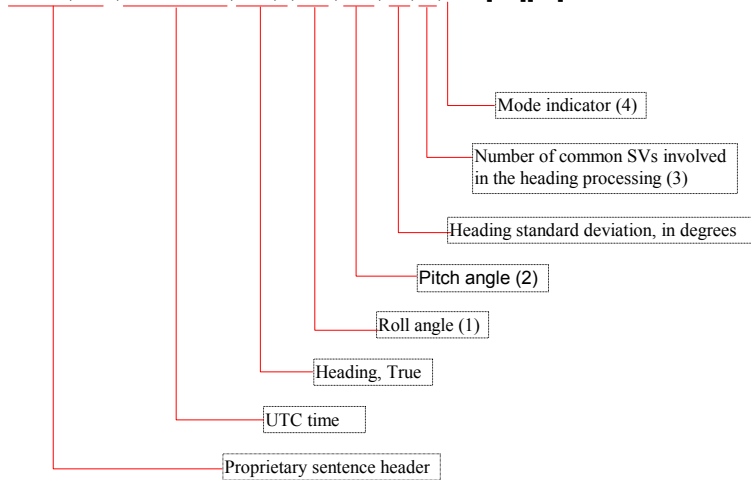 Mode indicator (4)
Number of common SVs involved
in the heading processing (3)
Heading standard deviation, in degrees
Pitch angle (2)
Roll angle (1)
Heading, True
UTC time
Proprietary sentence header